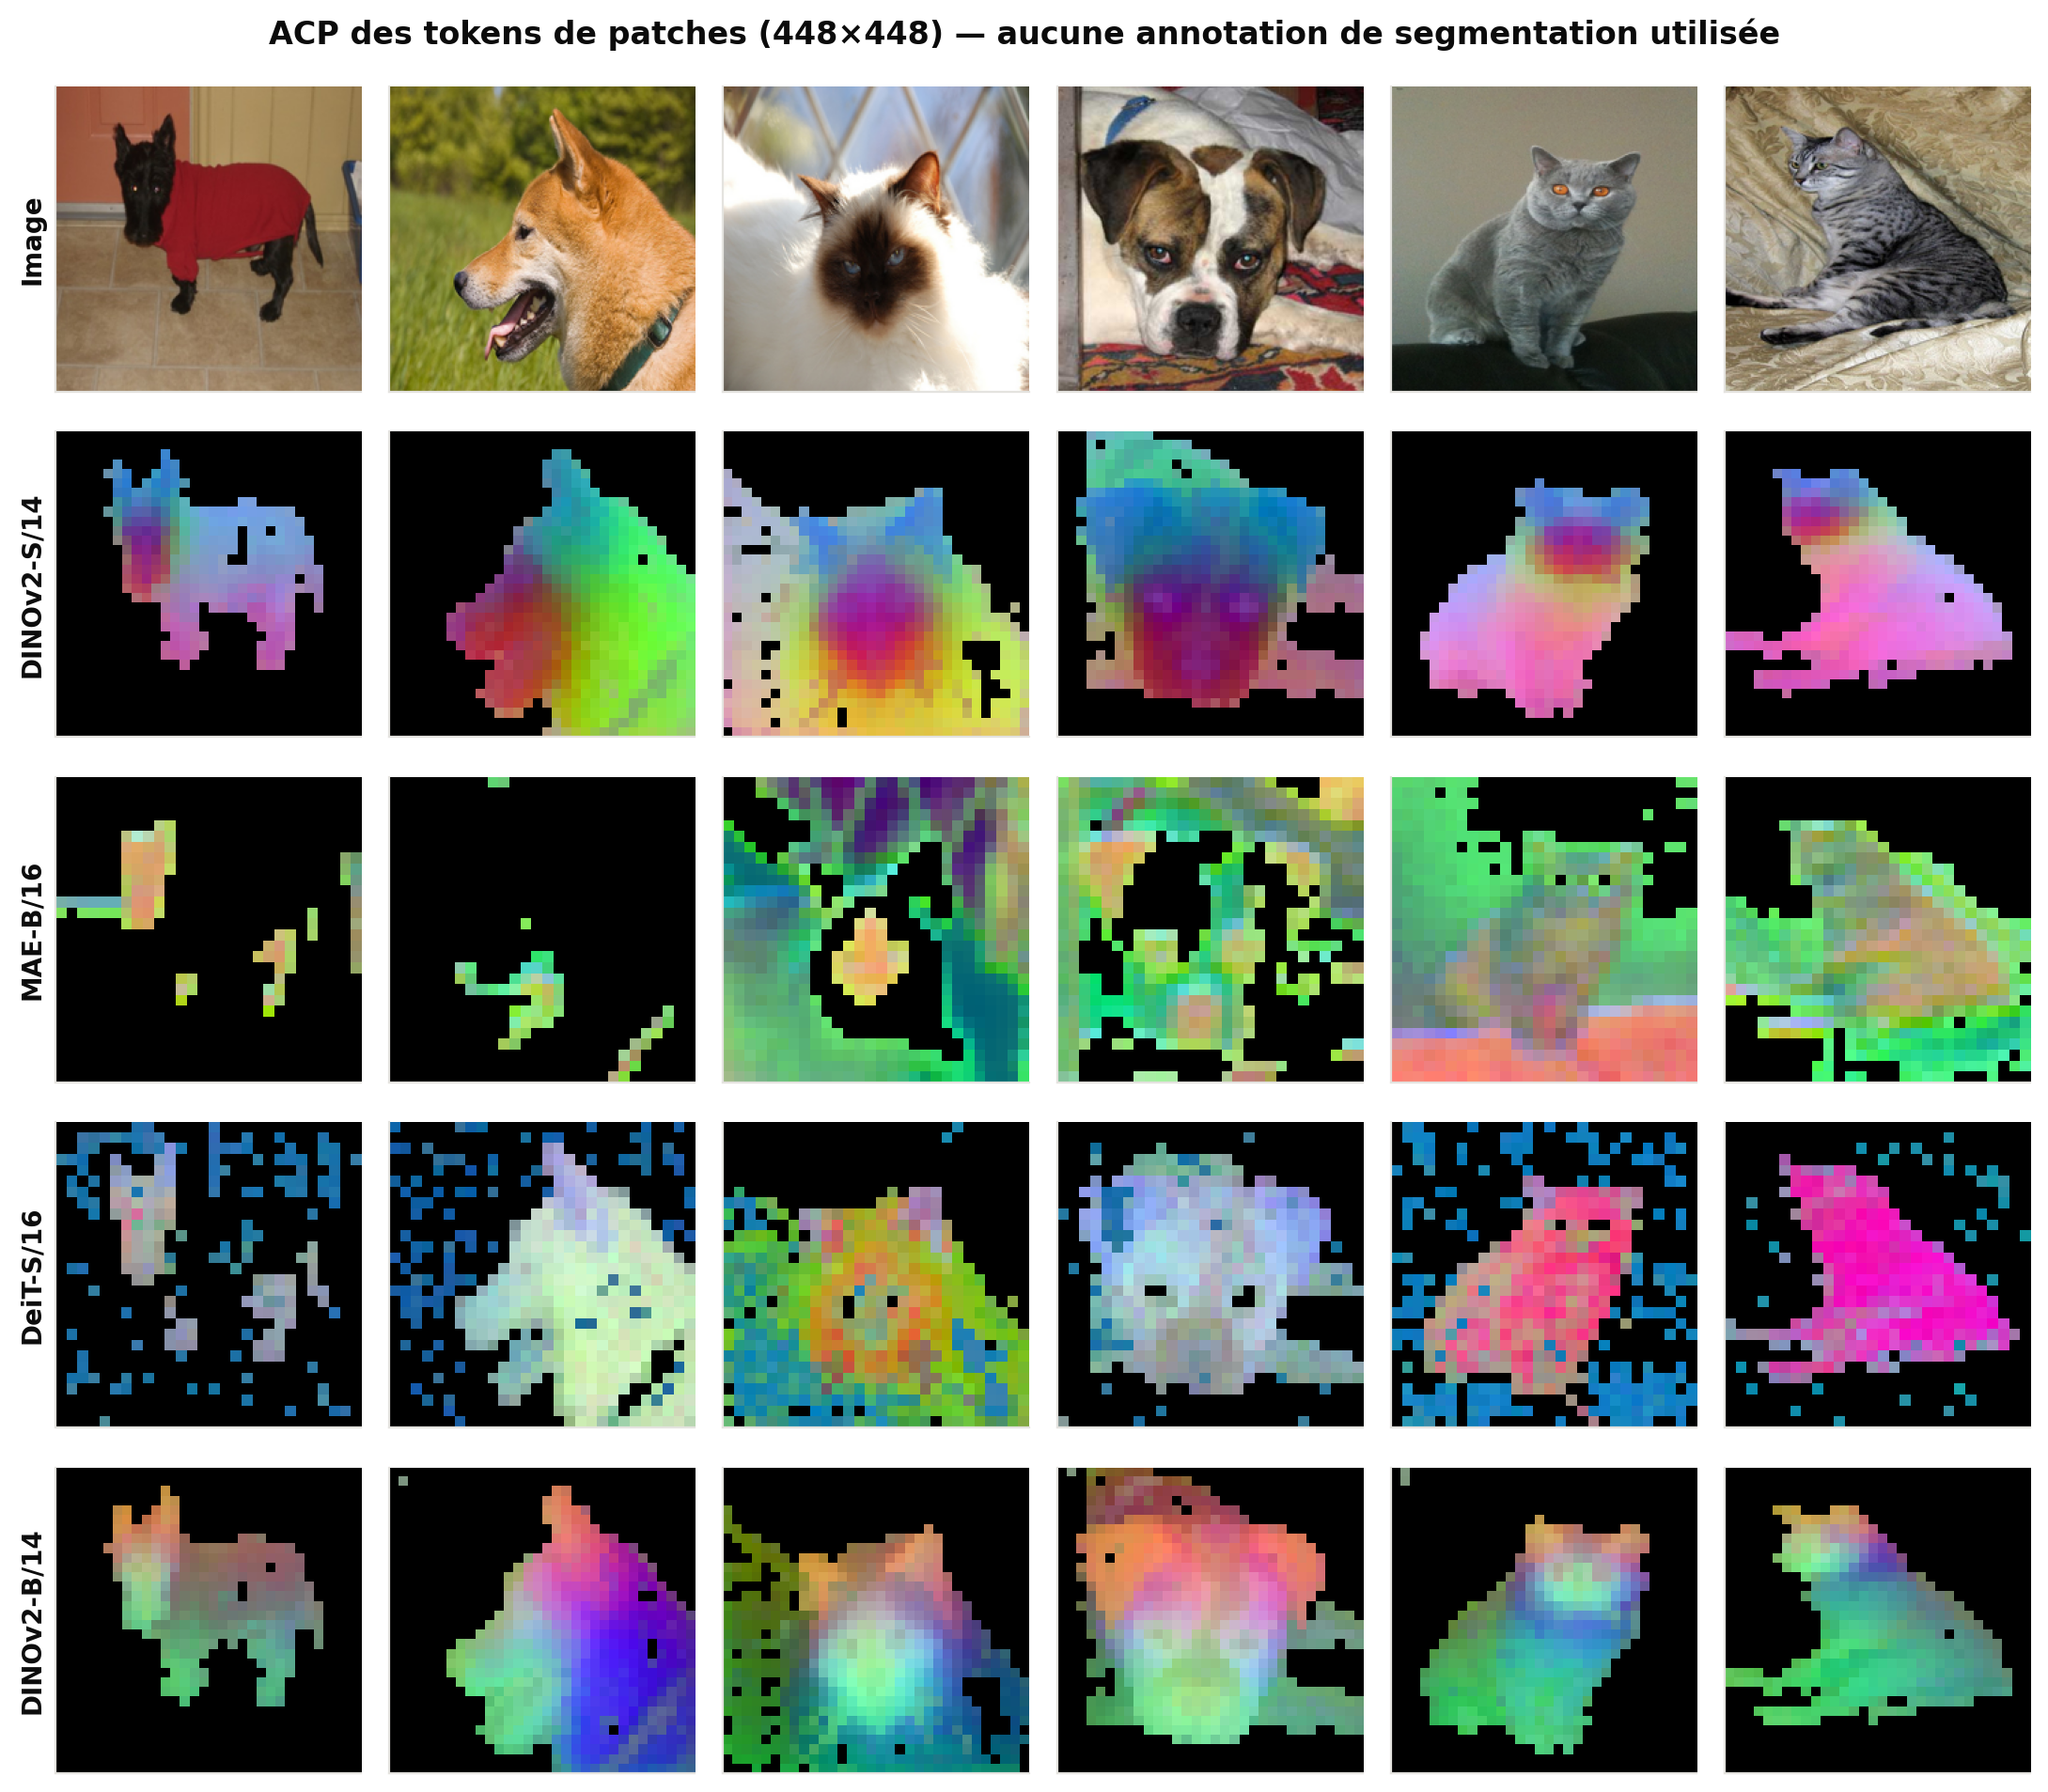 ACP des tokens de patches (448×448) — aucune annotation de segmentation utilisée
Image
DINOv2-S/14
MAE-B/16
DeiT-S/16
DINOv2-B/14